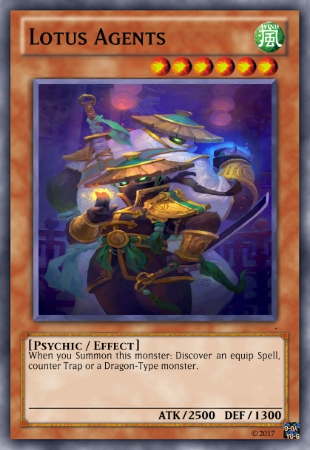 LOTUS AGENTS
WIND
風
[PSYCHIC / EFFECT]
When you Summon this monster: Discover an equip Spell,
counter Trap or a Dragon-Type monster.
ATK/2500 DEF/1300
©2017